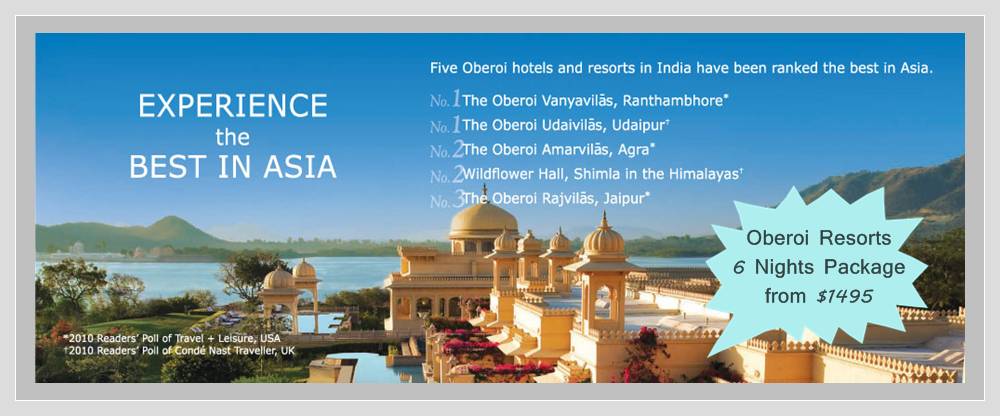 EXPERIENCE
the
BEST IN ASIA
Five Oberoi hotels and resorts in India have been ranked the best in Asia.
No.1 The Oberoi Vanyavilās, Ranthambhore*
No.1 The Oberoi Udaivilās, Udaipur†
No.2 The Oberoi Amarvilās, Agra*
No.2 Wildflower Hall, Shimla in the Himalayas†
No.3 The Oberoi Rajvilās, Jaipur*
Oberoi Resorts
6 Nights Package
from $1495
*2010 Readers' Poll of Travel + Leisure, USA
†2010 Readers' Poll of Condé Nast Traveller, UK